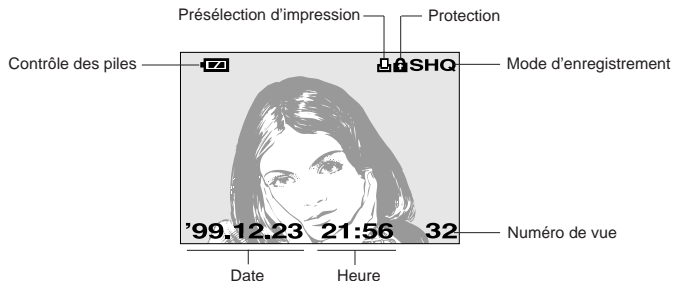 Présélection d'impression Protection
Contrôle des piles SHQ Mode d'enregistrement
'99.12.23 21:56 32 Numéro de vue
Date Heure